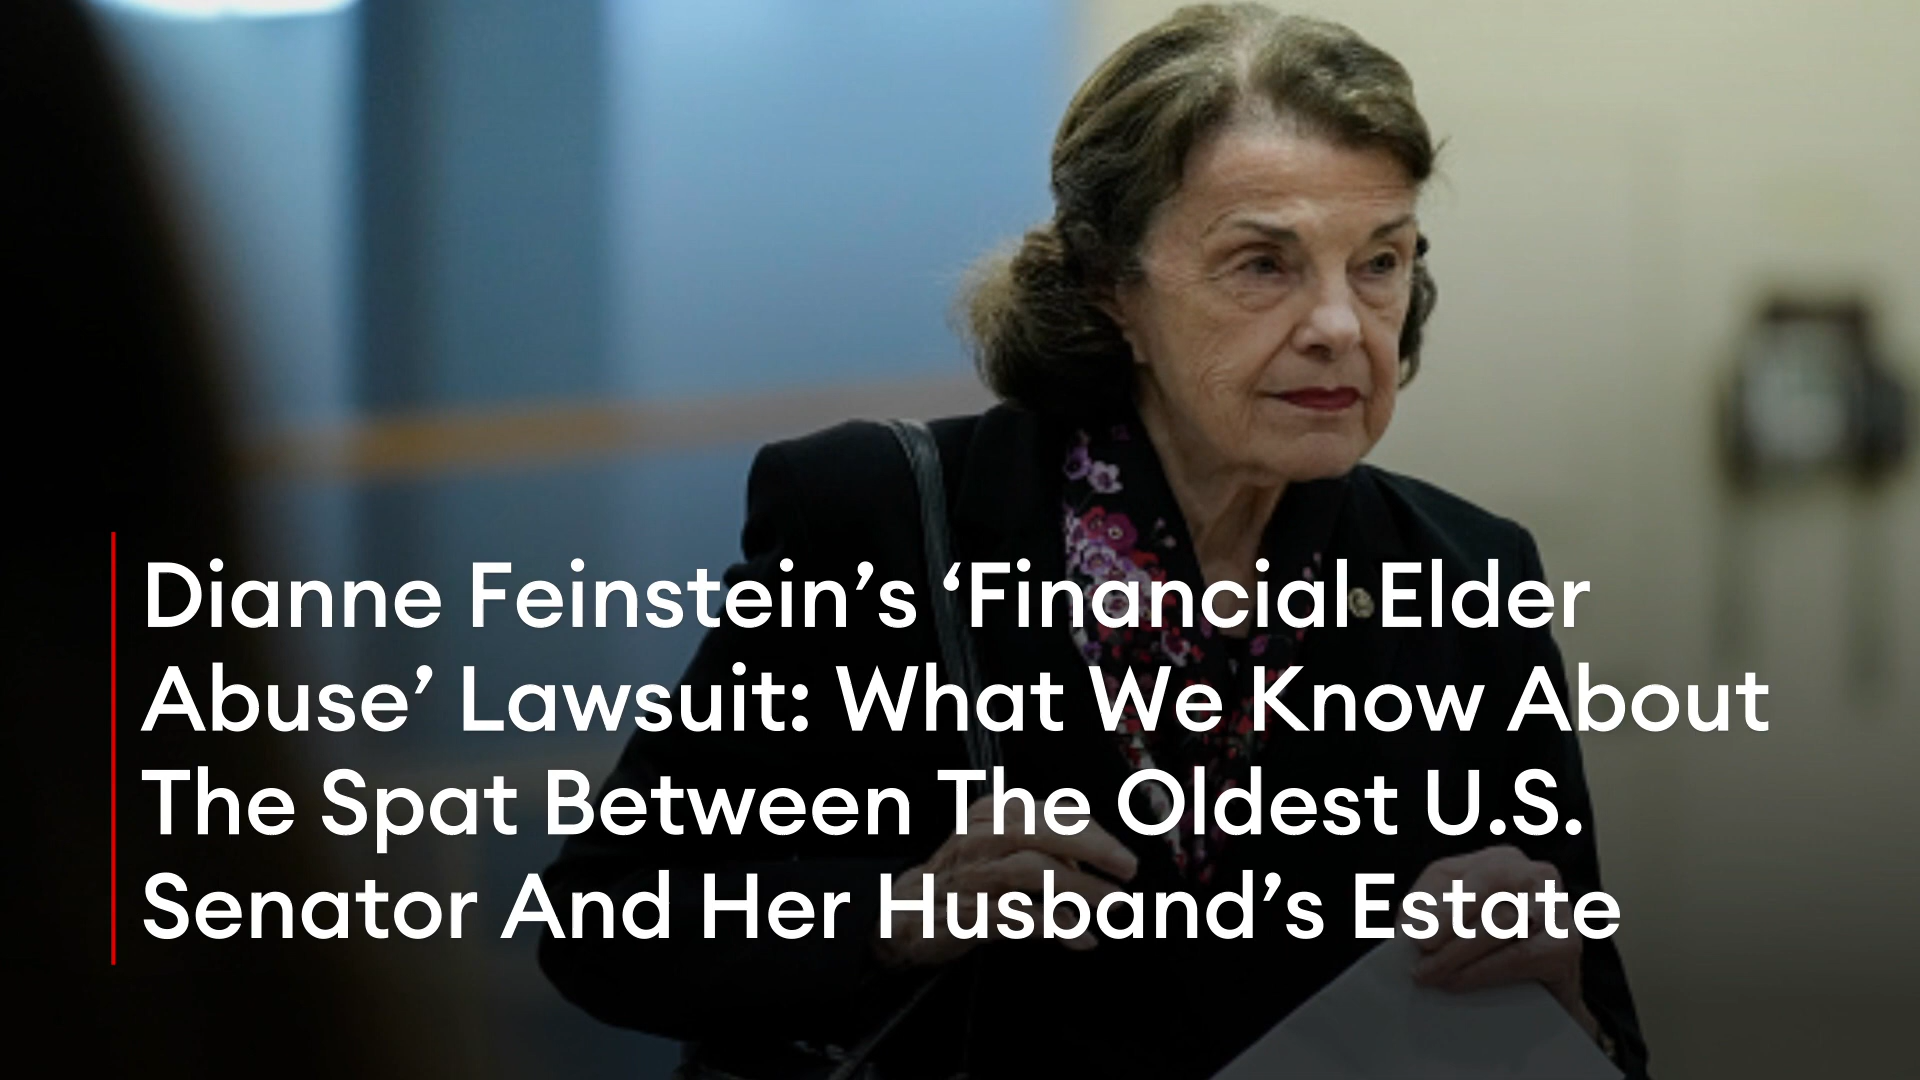 Dianne Feinstein’s ‘Financial Elder
Abuse’ Lawsuit: What We Know About
The Spat Between The Oldest U.S.
Senator And Her Husband’s Estate